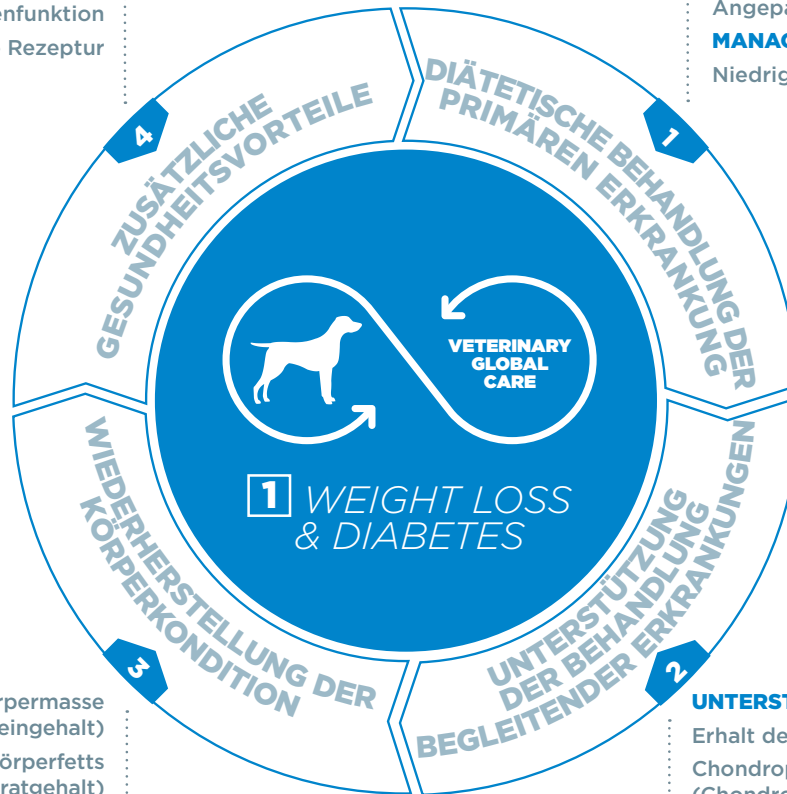 enfunktion
Rezeptur
Angepa
MANAG
Niedrig
4
ZUSÄTZLICHE
GESUNDHEITSVORTEILE
1
DIÄTETISCHE BEHANDLUNG DER
PRIMÄREN ERKRANKUNG
VETERINARY
GLOBAL
CARE
1 WEIGHT LOSS
& DIABETES
3
WIEDERHERSTELLUNG DER
KÖRPERKONDITION
2
UNTERSTÜTZUNG
DER BEHANDLUNG
BEGLEITENDER ERKRANKUNGEN
rpermasse
eingehalt)
örperfetts
ratgehalt)
UNTERST
Erhalt de
Chondrop
(Chondro